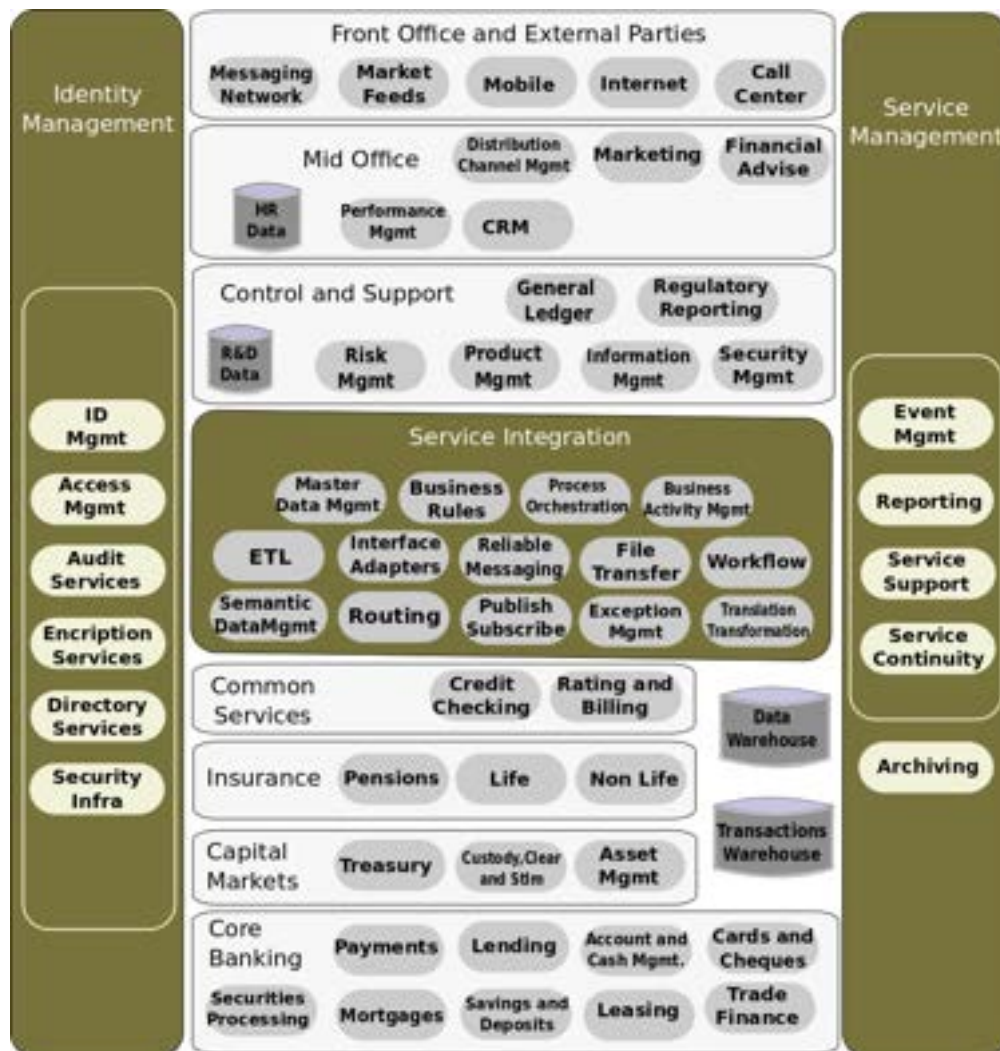 Identity
Management
ID
Mgmt
Access
Mgmt
Audit
Services
Encription
Services
Directory
Services
Security
Infra
Front Office and External Parties
Messaging
Network
Market
Feeds
Mobile
Internet
Call
Center
Mid Office
Distribution
Channel Mgmt
Marketing
Financial
Advise
HR
Data
Performance
Mgmt
CRM
Control and Support
General
Ledger
Regulatory
Reporting
R&D
Data
Risk
Mgmt
Product
Mgmt
Information
Mgmt
Security
Mgmt
Service Integration
Master
Data Mgmt
Business
Rules
Process
Orchestration
Business
Activity Mgmt
ETL
Interface
Adapters
Reliable
Messaging
File
Transfer
Workflow
Semantic
DataMgmt
Routing
Publish
Subscribe
Exception
Mgmt
Translation
Transformation
Common
Services
Credit
Checking
Rating and
Billing
Data
Warehouse
Insurance
Pensions
Life
Non Life
Transactions
Warehouse
Capital
Markets
Treasury
Custody,Clear
and Stlm
Asset
Mgmt
Core
Banking
Payments
Lending
Account and
Cash Mgmt.
Cards and
Cheques
Securities
Processing
Mortgages
Savings and
Deposits
Leasing
Trade
Finance
Service
Management
Event
Mgmt
Reporting
Service
Support
Service
Continuity
Archiving